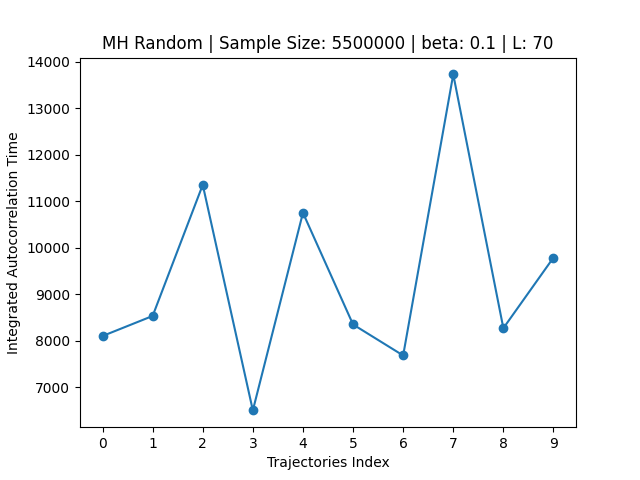 MH Random | Sample Size: 5500000 | beta: 0.1 | L: 70
Integrated Autocorrelation Time
14000
13000
12000
11000
10000
9000
8000
7000
0 1 2 3 4 5 6 7 8 9
Trajectories Index